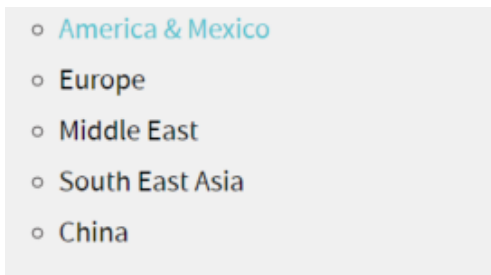 America & Mexico
Europe
Middle East
South East Asia
China